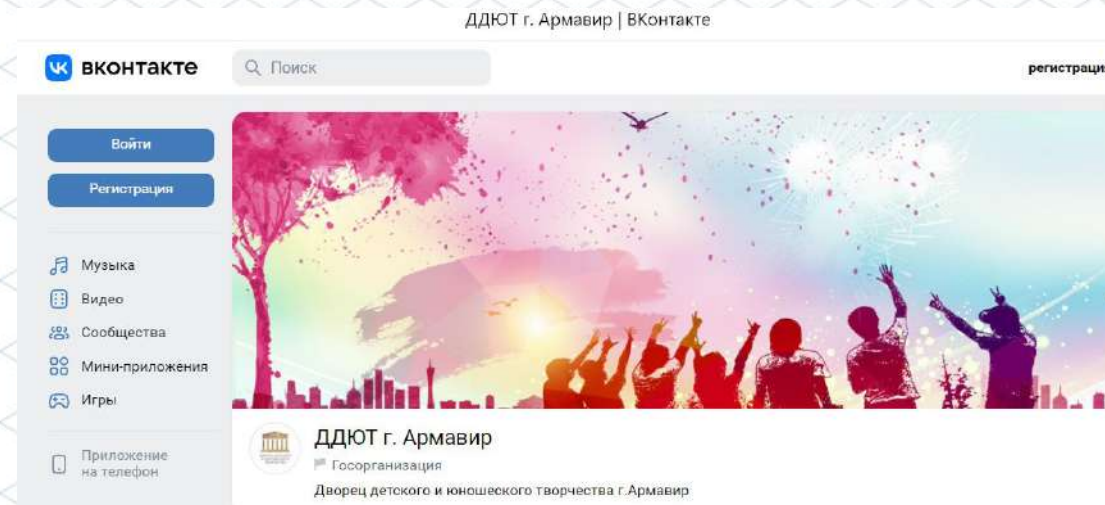 ДДЮТ г. Армавир | ВКонтакте
вконтакте
Поиск
регистрация
Войти
Регистрация
Музыка
Видео
Сообщества
Мини-приложения
Игры
Приложение
на телефон
ДДЮТ г. Армавир
Госорганизация
Дворец детского и юношеского творчества г.Армавир